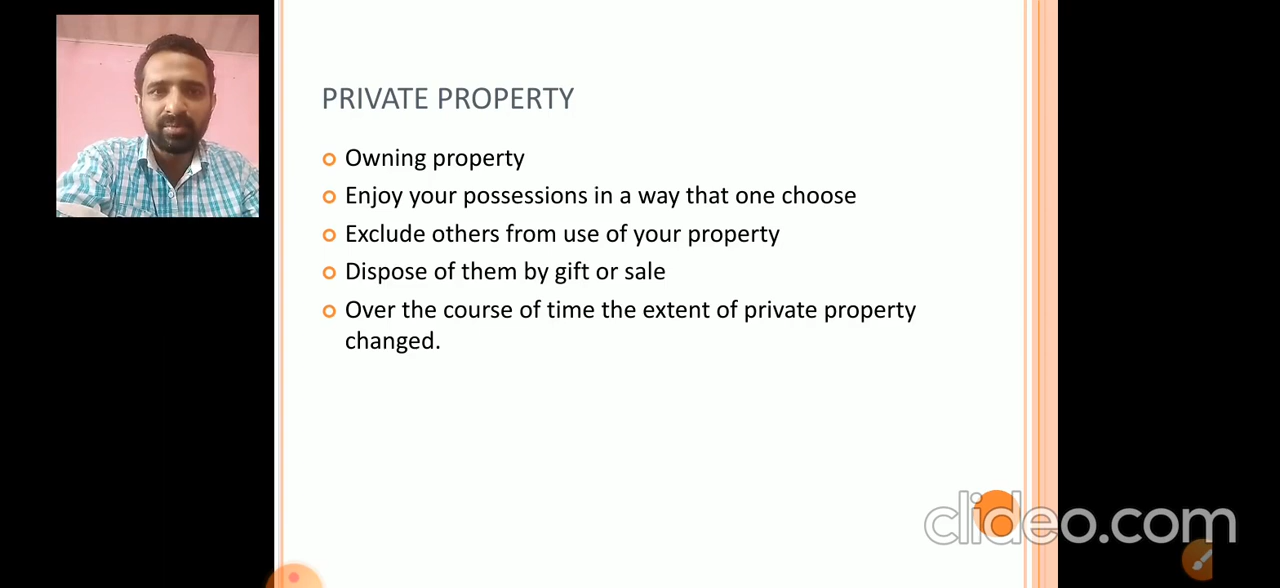 PRIVATE PROPERTY
Owning property
Enjoy your possessions in a way that one choose
Exclude others from use of your property
Dispose of them by gift or sale
Over the course of time the extent of private property
changed.
clideo.com